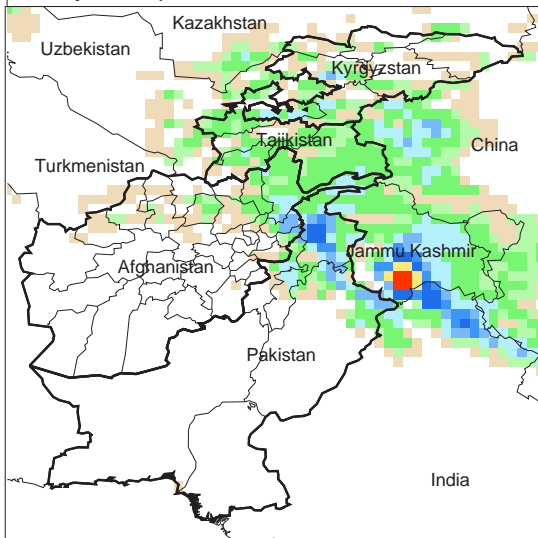 Kazakhstan
Uzbekistan
Kyrgyzstan
Tajikistan
China
Turkmenistan
Jammu Kashmir
Afghanistan
Pakistan
India